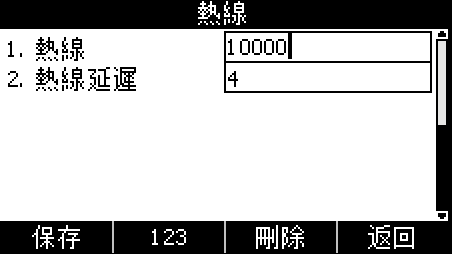 熱線
1. 熱線 10000
2. 熱線延遲 4
保存 123 刪除 返回